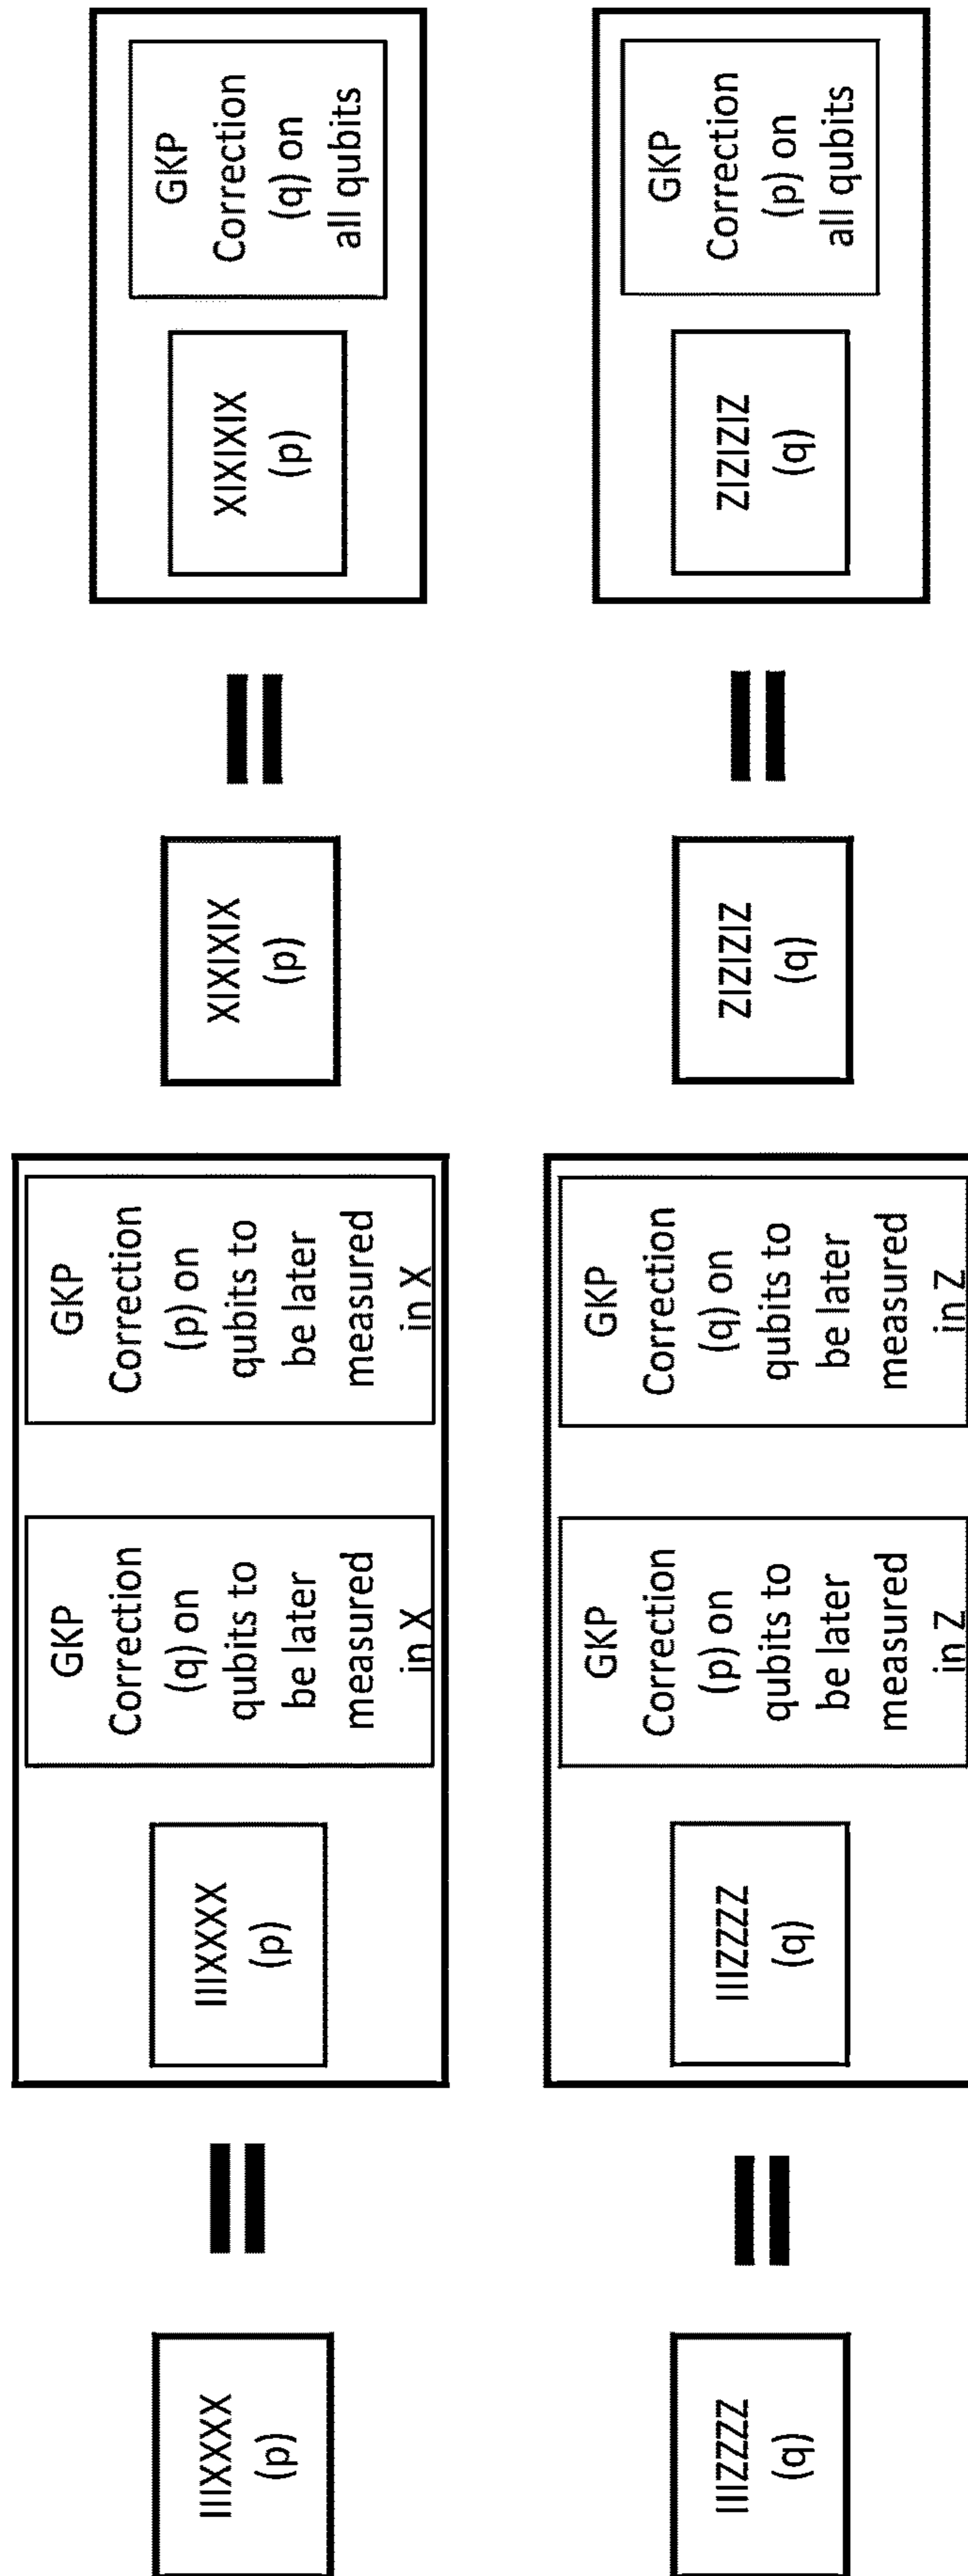 IIIXXXX
(p)
=
IIIXXXX
(p)
GKP
Correction
(q) on
qubits to
be later
measured
in X
GKP
Correction
(p) on
qubits to
be later
measured
in X
XIXIXIX
(p)
=
XIXIXIX
(p)
GKP
Correction
(q) on
all qubits
IIIZZZZ
(q)
=
IIIZZZZ
(q)
GKP
Correction
(p) on
qubits to
be later
measured
in Z
GKP
Correction
(q) on
qubits to
be later
measured
in Z
ZIZIZIZ
(q)
=
ZIZIZIZ
(q)
GKP
Correction
(p) on
all qubits